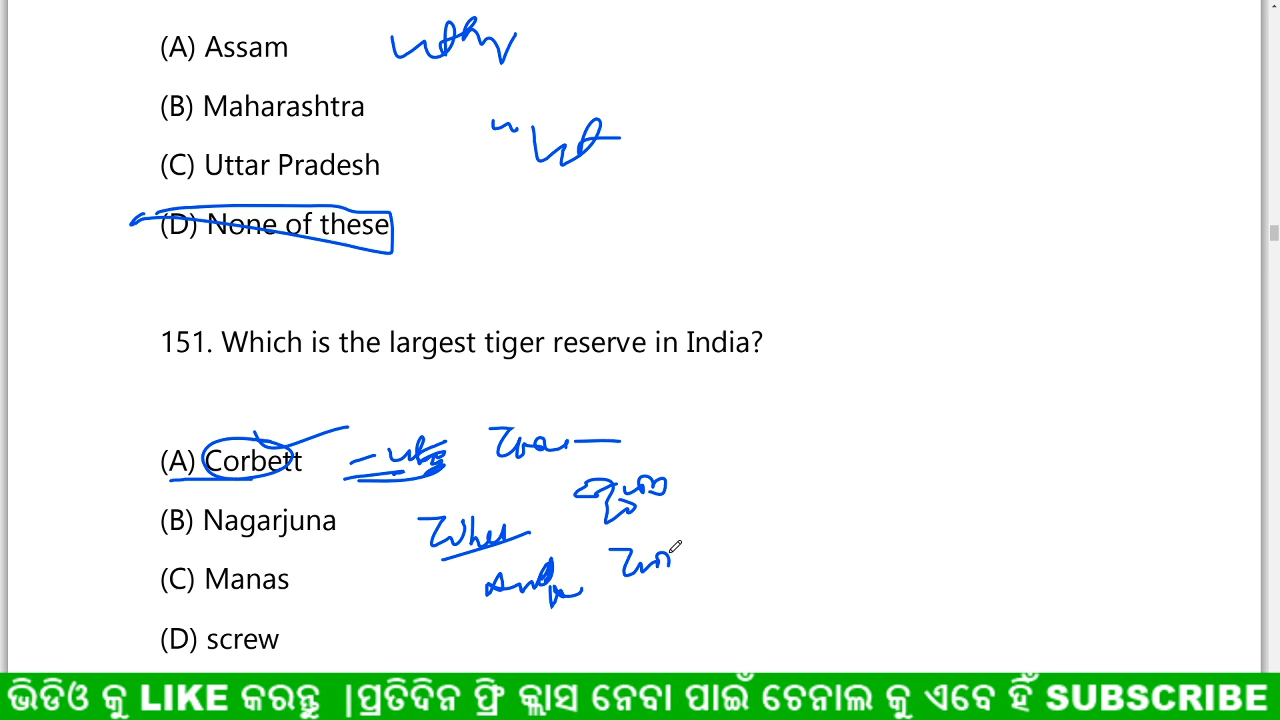 (A) Assam
(B) Maharashtra
(C) Uttar Pradesh
(D) None of these
151. Which is the largest tiger reserve in India?
(A) Corbett
(B) Nagarjuna
(C) Manas
(D) screw
ଭିଡିଓ କୁ LIKE କରନ୍ତୁ |ପ୍ରତିଦିନ ଫ୍ରି କ୍ଲାସ ନେବା ପାଇଁ ଚେନାଲ କୁ ଏବେ ହିଁ SUBSCRIBE